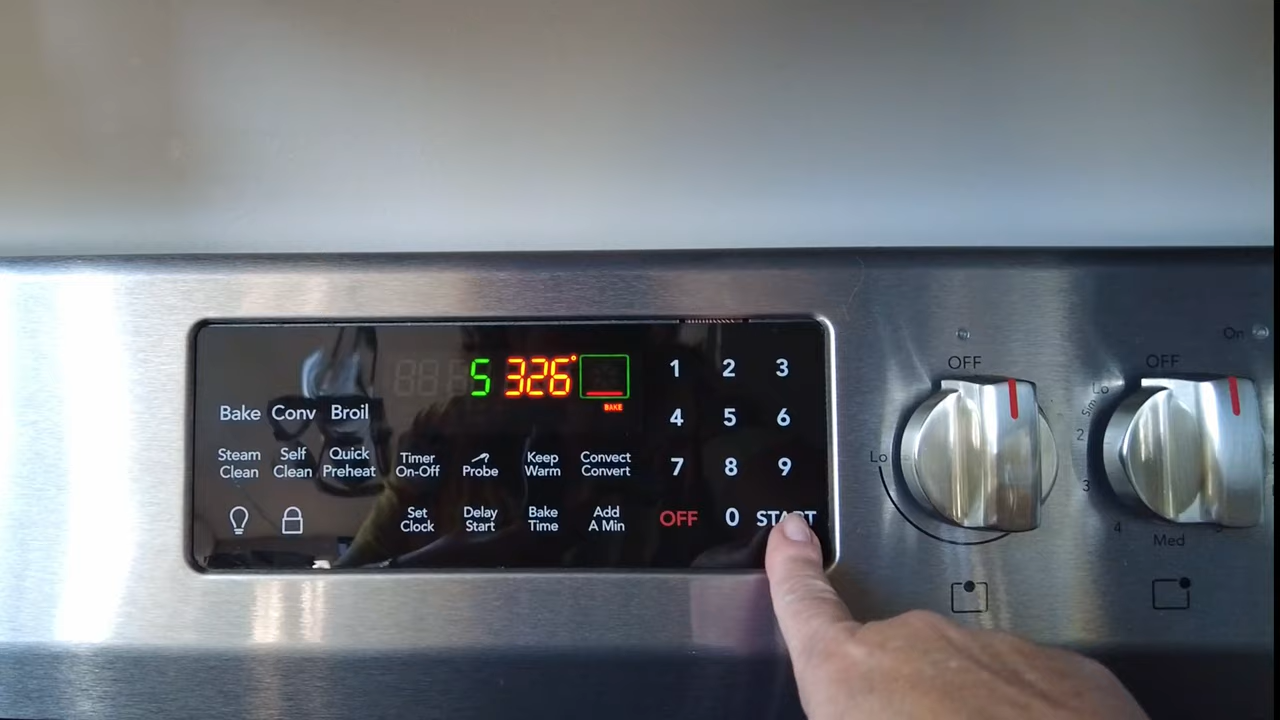 5 326°
BAKE
Bake Conv Broil
Steam Clean
Self Clean
Quick Preheat
Timer On-Off
Probe
Keep Warm
Convect Convert
Set Clock
Delay Start
Bake Time
Add A Min
1 2 3
4 5 6
7 8 9
OFF 0 START
OFF
Lo
On
OFF
Lo
Sim
2
3
4
Med